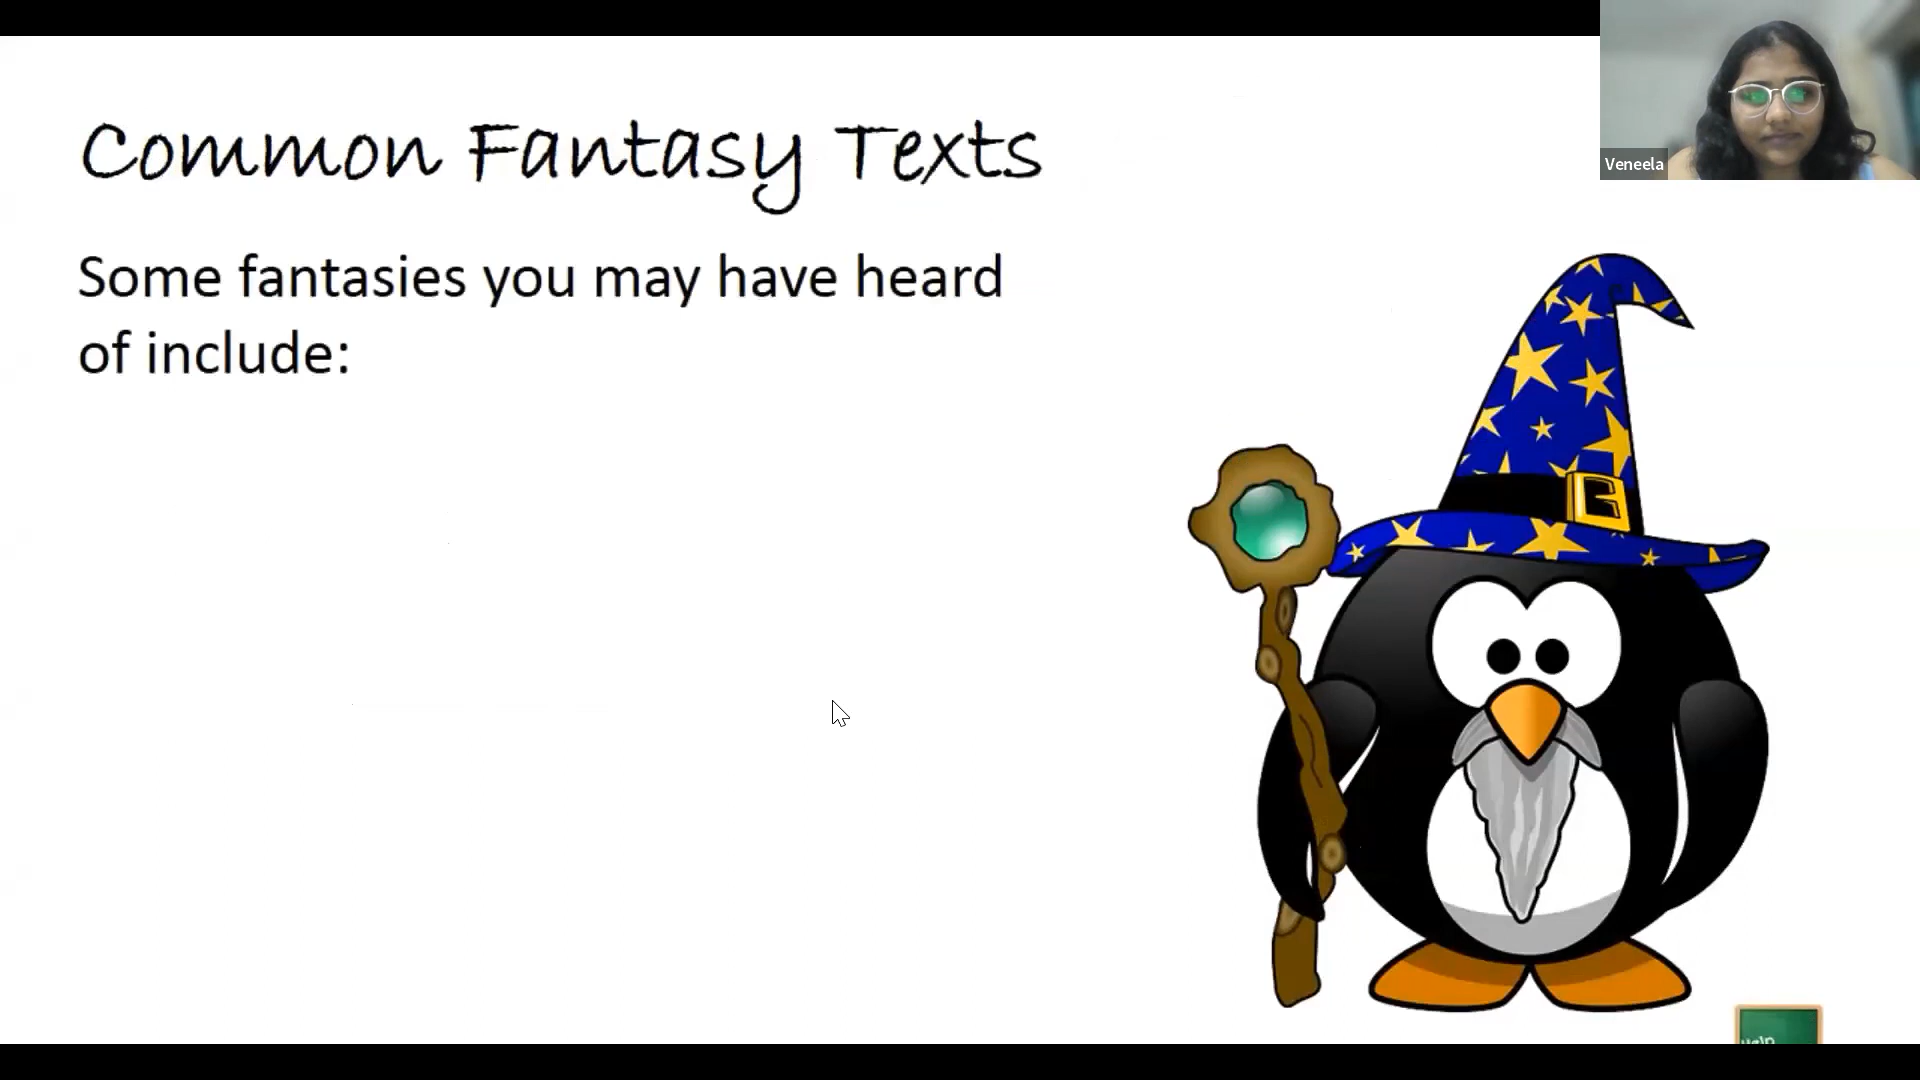 Common Fantasy Texts
Some fantasies you may have heard
of include:
Veneela